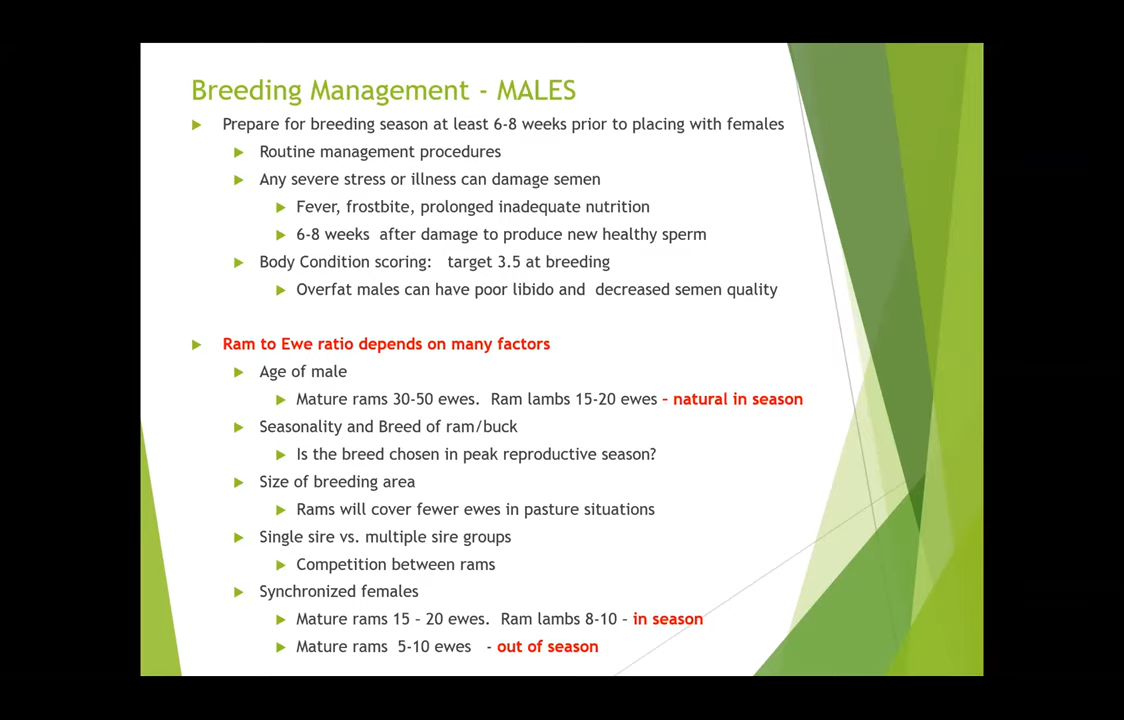 Breeding Management - MALES
Prepare for breeding season at least 6-8 weeks prior to placing with females
Routine management procedures
Any severe stress or illness can damage semen
Fever, frostbite, prolonged inadequate nutrition
6-8 weeks after damage to produce new healthy sperm
Body Condition scoring: target 3.5 at breeding
Overfat males can have poor libido and decreased semen quality
Ram to Ewe ratio depends on many factors
Age of male
Mature rams 30-50 ewes. Ram lambs 15-20 ewes – natural in season
Seasonality and Breed of ram/buck
Is the breed chosen in peak reproductive season?
Size of breeding area
Rams will cover fewer ewes in pasture situations
Single sire vs. multiple sire groups
Competition between rams
Synchronized females
Mature rams 15 – 20 ewes. Ram lambs 8-10 – in season
Mature rams 5-10 ewes - out of season